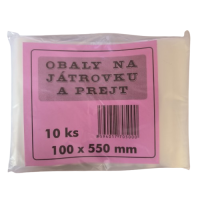 OBALY NA
JÁTROVKU
A PREJT
10 ks
100 x 550 mm